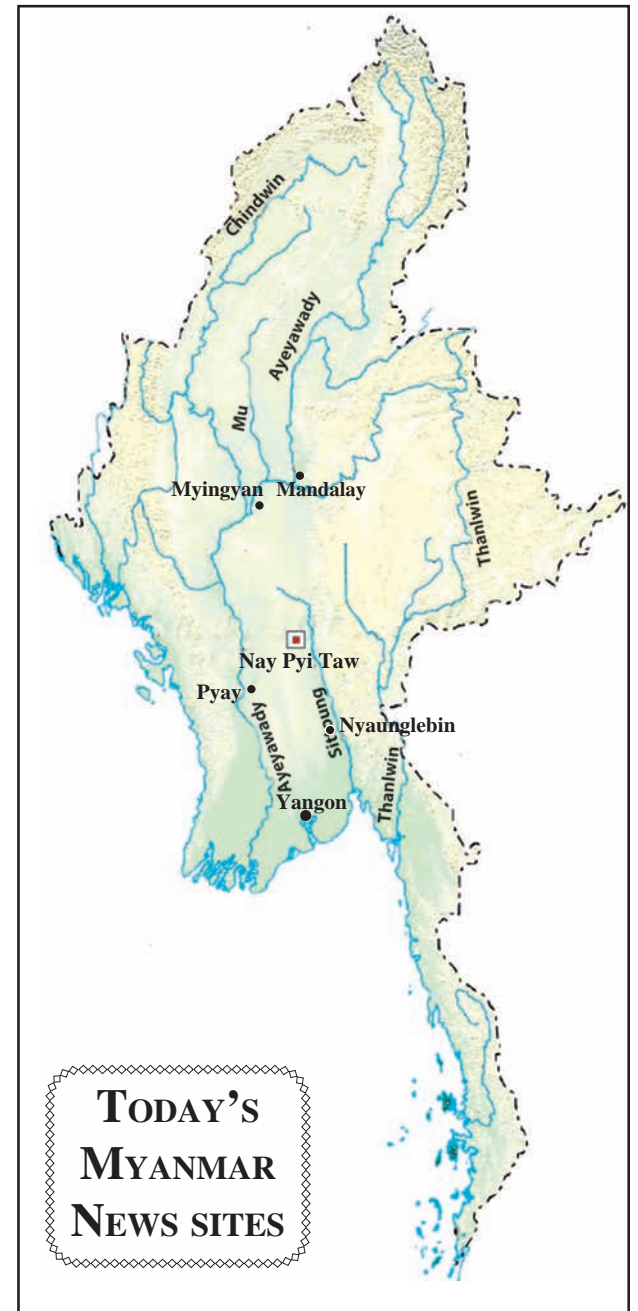 Chindwin
Ayeyawady
Mu
Myingyan
Mandalay
Thanlwin
Nay Pyi Taw
Pyay
Ayeyawady
Sittoung
Nyaunglebin
Yangon
Thanlwin
TODAY'S
MYANMAR
NEWS SITES